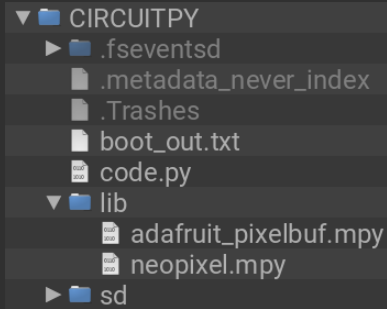 CIRCUITPY
.fseventsd
.metadata_never_index
.Trashes
boot_out.txt
code.py
lib
adafruit_pixelbuf.mpy
neopixel.mpy
sd